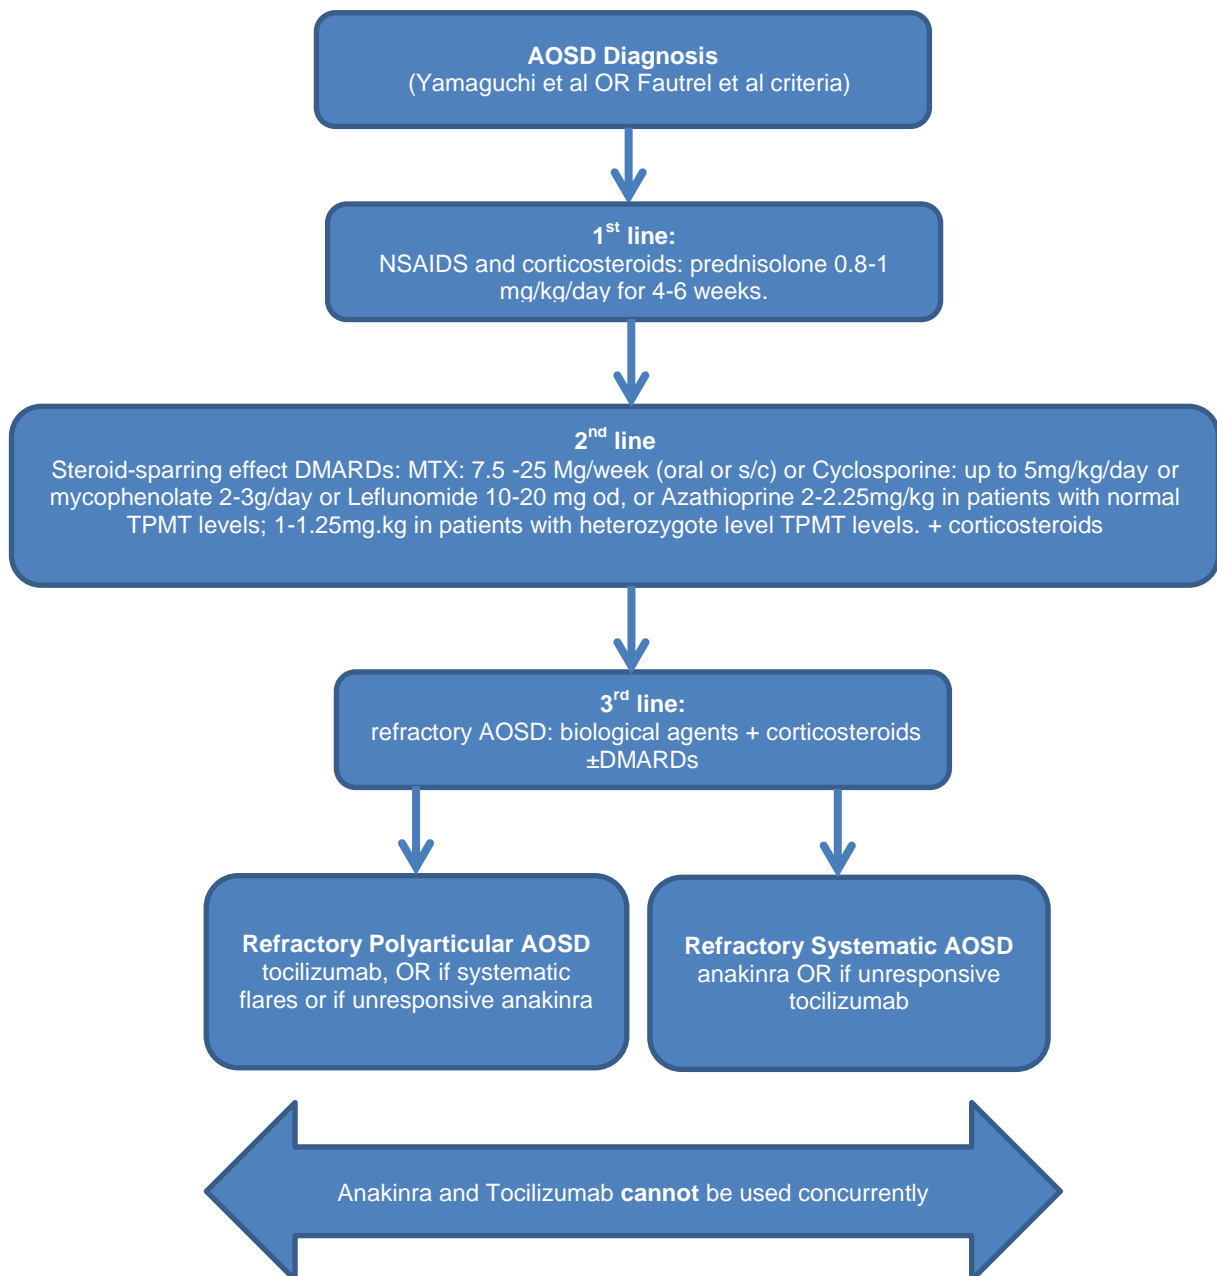 AOSD Diagnosis
(Yamaguchi et al OR Fautrel et al criteria)
1st line:
NSAIDS and corticosteroids: prednisolone 0.8-1
mg/kg/day for 4-6 weeks.
2nd line
Steroid-sparring effect DMARDs: MTX: 7.5 -25 Mg/week (oral or s/c) or Cyclosporine: up to 5mg/kg/day or
mycophenolate 2-3g/day or Leflunomide 10-20 mg od, or Azathioprine 2-2.25mg/kg in patients with normal
TPMT levels; 1-1.25mg.kg in patients with heterozygote level TPMT levels. + corticosteroids
3rd line:
refractory AOSD: biological agents + corticosteroids
±DMARDs
Refractory Polyarticular AOSD
tocilizumab, OR if systematic
flares or if unresponsive anakinra
Refractory Systematic AOSD
anakinra OR if unresponsive
tocilizumab
Anakinra and Tocilizumab cannot be used concurrently